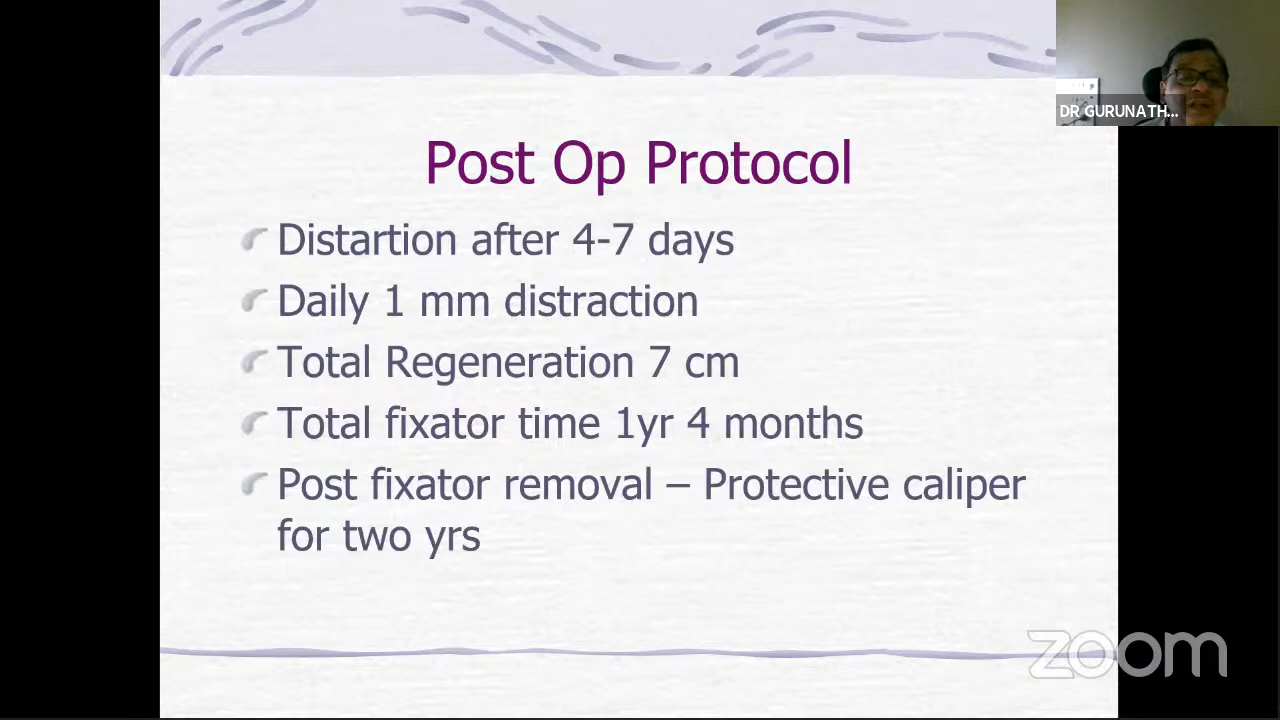 DR GURUNATH...
Post Op Protocol
Distartion after 4-7 days
Daily 1 mm distraction
Total Regeneration 7 cm
Total fixator time 1yr 4 months
Post fixator removal – Protective caliper
for two yrs
zoom